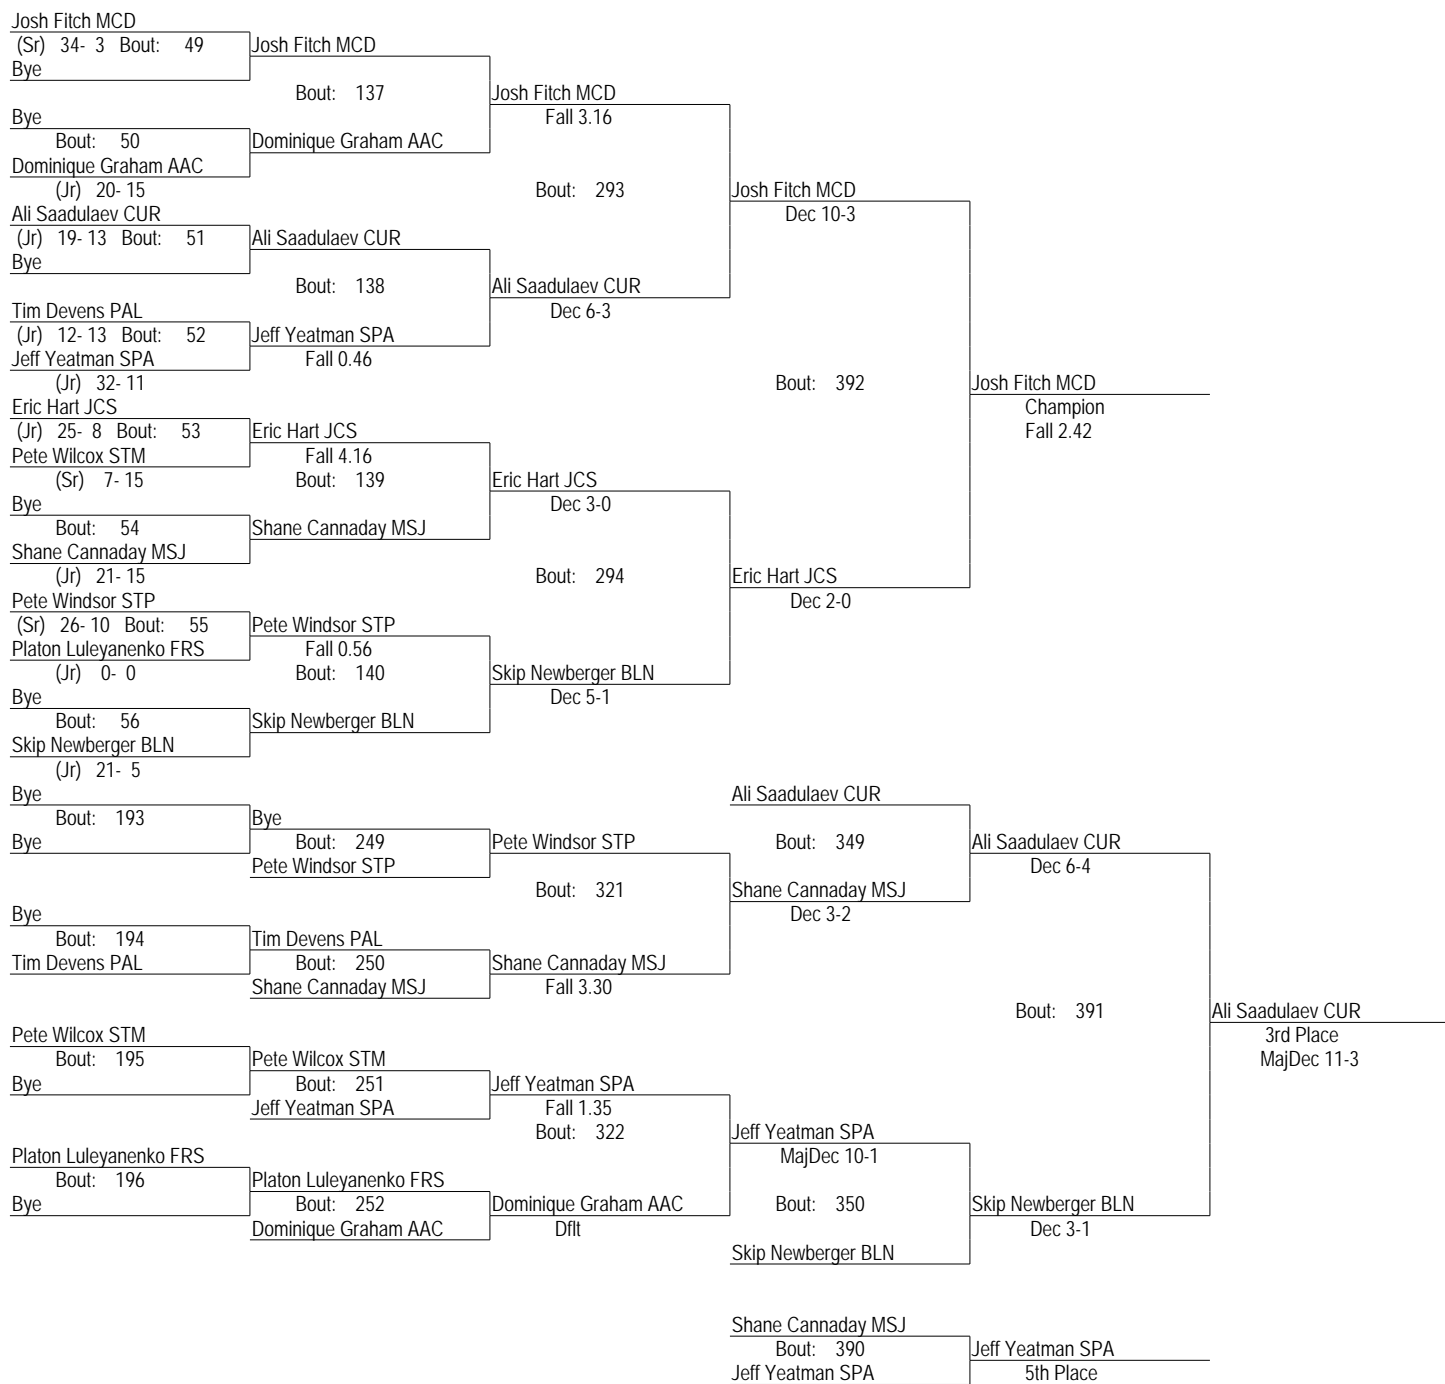 Josh Fitch MCD
(Sr) 34- 3 Bout: 49 Josh Fitch MCD
Bye
Bout: 137 Josh Fitch MCD
Bye Fall 3.16
Bout: 50 Dominique Graham AAC
Dominique Graham AAC
(Jr) 20- 15 Bout: 293 Josh Fitch MCD
Ali Saadulaev CUR Dec 10-3
(Jr) 19- 13 Bout: 51 Ali Saadulaev CUR
Bye
Bout: 138 Ali Saadulaev CUR
Tim Devens PAL Dec 6-3
(Jr) 12- 13 Bout: 52 Jeff Yeatman SPA
Jeff Yeatman SPA Fall 0.46
(Jr) 32- 11 Bout: 392 Josh Fitch MCD
Eric Hart JCS Champion
(Jr) 25- 8 Bout: 53 Eric Hart JCS Fall 2.42
Pete Wilcox STM Fall 4.16
(Sr) 7- 15 Bout: 139 Eric Hart JCS
Bye Dec 3-0
Bout: 54 Shane Cannaday MSJ
Shane Cannaday MSJ
(Jr) 21- 15 Bout: 294 Eric Hart JCS
Pete Windsor STP Dec 2-0
(Sr) 26- 10 Bout: 55 Pete Windsor STP
Platon Luleyanenko FRS Fall 0.56
(Jr) 0- 0 Bout: 140 Skip Newberger BLN
Bye Dec 5-1
Bout: 56 Skip Newberger BLN
Skip Newberger BLN
(Jr) 21- 5
Bye Ali Saadulaev CUR
Bout: 193 Bye
Bye Bout: 249 Pete Windsor STP Bout: 349 Ali Saadulaev CUR
Pete Windsor STP Dec 6-4
Bout: 321 Shane Cannaday MSJ
Bye Dec 3-2
Bout: 194 Tim Devens PAL
Tim Devens PAL Bout: 250 Shane Cannaday MSJ
Shane Cannaday MSJ Fall 3.30
Bout: 391 Ali Saadulaev CUR
Pete Wilcox STM 3rd Place
Bout: 195 Pete Wilcox STM MajDec 11-3
Bye Bout: 251 Jeff Yeatman SPA
Jeff Yeatman SPA Fall 1.35
Bout: 322 Jeff Yeatman SPA
Platon Luleyanenko FRS MajDec 10-1
Bout: 196 Platon Luleyanenko FRS
Bye Bout: 252 Dominique Graham AAC Bout: 350 Skip Newberger BLN
Dominique Graham AAC Dflt Dec 3-1
Skip Newberger BLN
Shane Cannaday MSJ
Bout: 390 Jeff Yeatman SPA
Jeff Yeatman SPA 5th Place